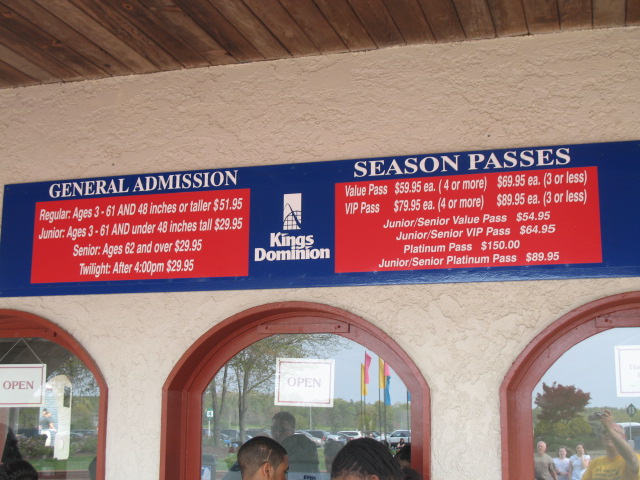 GENERAL ADMISSION
Regular: Ages 3 - 61 AND 48 inches or taller $51.95
Junior: Ages 3 - 61 AND under 48 inches tall $29.95
Senior: Ages 62 and over $29.95
Twilight: After 4:00pm $29.95
Kings
Dominion
SEASON PASSES
Value Pass $59.95 ea. ( 4 or more) $69.95 ea. (3 or less)
VIP Pass $79.95 ea. ( 4 or more) $89.95 ea. (3 or less)
Junior/Senior Value Pass $54.95
Junior/Senior VIP Pass $64.95
Platinum Pass $150.00
Junior/Senior Platinum Pass $89.95
OPEN
OPEN